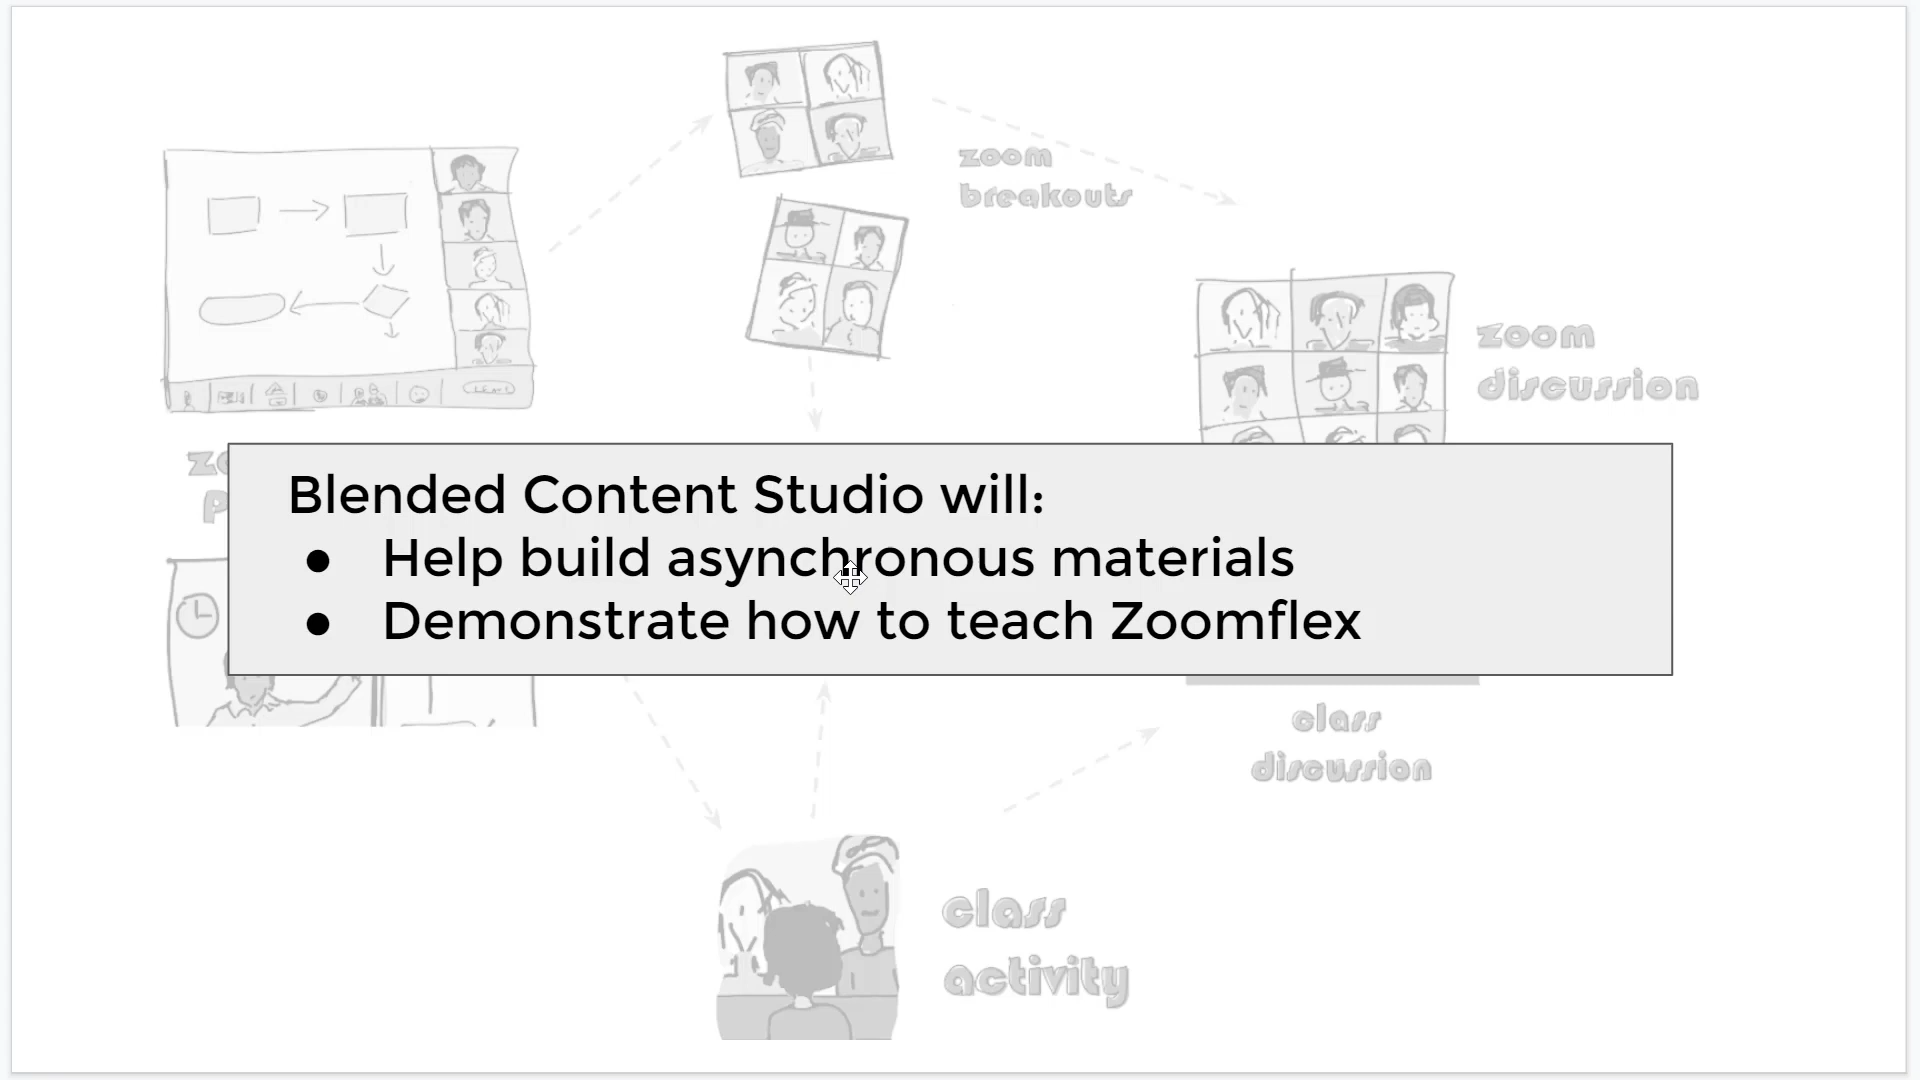 zoom
breakouts
zoom
discussion
Blended Content Studio will:
● Help build asynchronous materials
● Demonstrate how to teach Zoomflex
class
discussion
class
activity